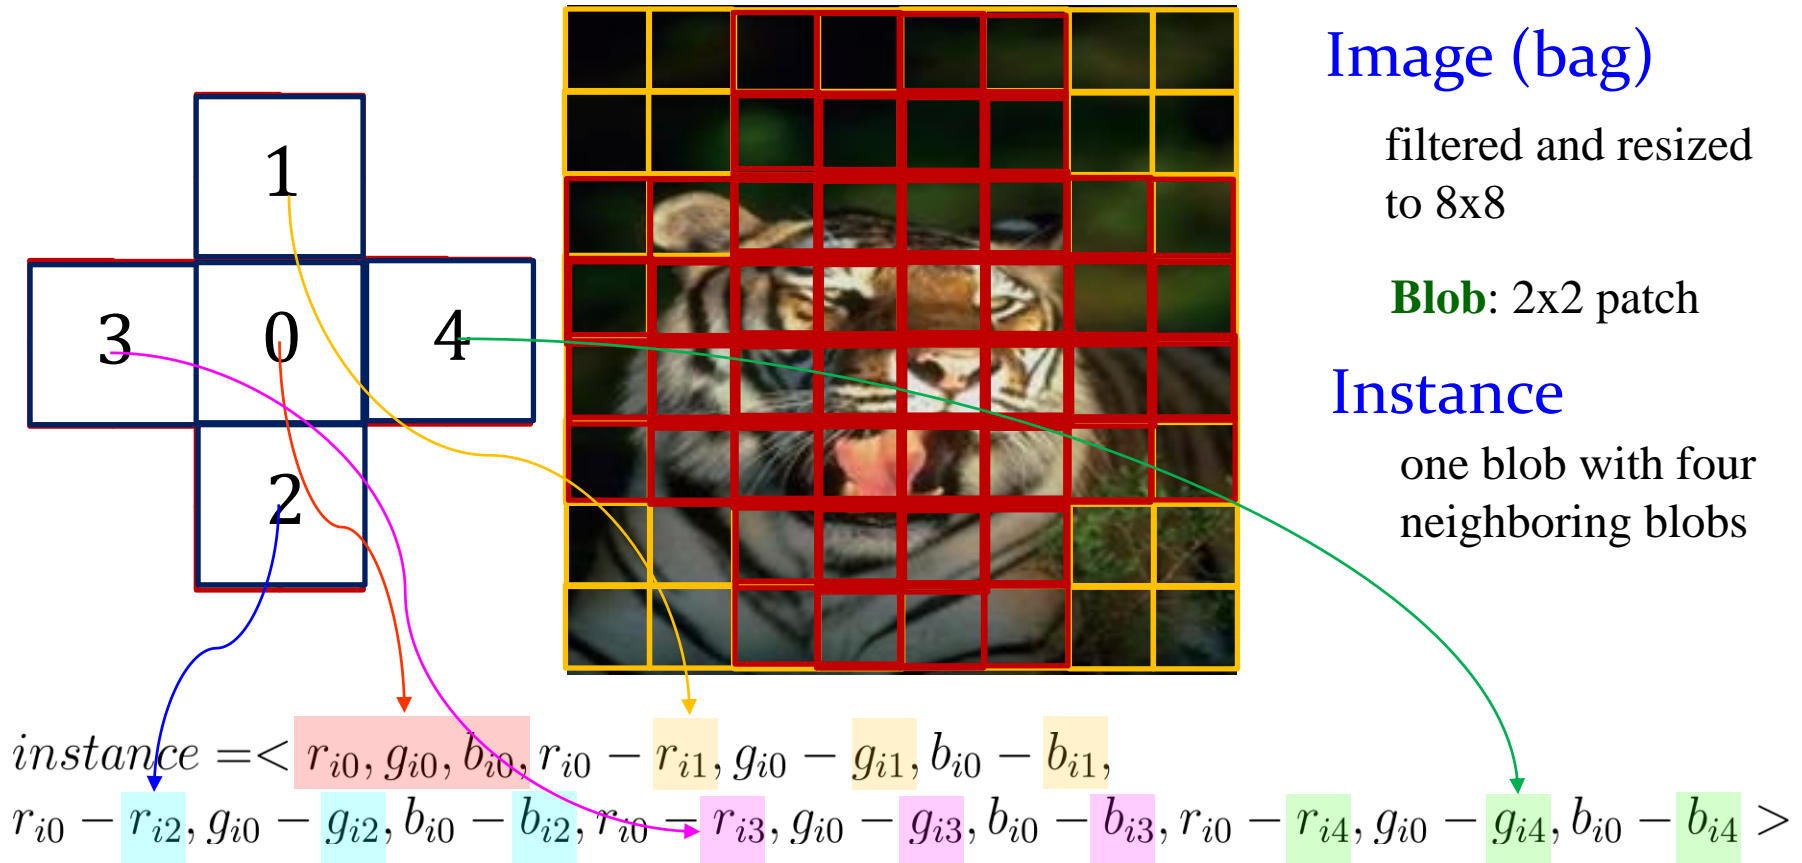 1
3 0 4
2
Image (bag)
filtered and resized
to 8x8
Blob: 2x2 patch
Instance
one blob with four
neighboring blobs
instance =< r_{i0}, g_{i0}, b_{i0}, r_{i0} − r_{i1}, g_{i0} − g_{i1}, b_{i0} − b_{i1},
r_{i0} − r_{i2}, g_{i0} − g_{i2}, b_{i0} − b_{i2}, r_{i0} − r_{i3}, g_{i0} − g_{i3}, b_{i0} − b_{i3}, r_{i0} − r_{i4}, g_{i0} − g_{i4}, b_{i0} − b_{i4} >